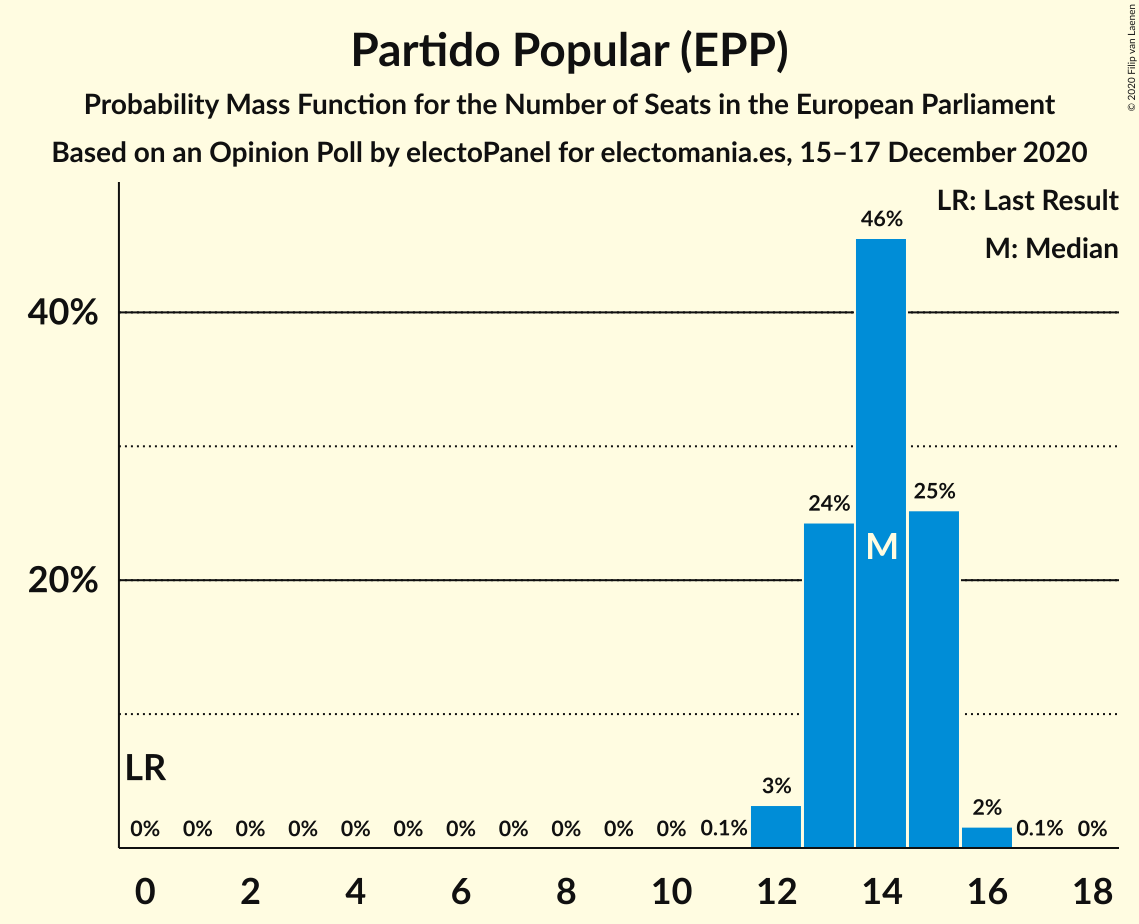 Partido Popular (EPP)
Probability Mass Function for the Number of Seats in the European Parliament
Based on an Opinion Poll by electoPanel for electomania.es, 15–17 December 2020
© 2020 Filip van Laenen
LR: Last Result
M: Median
46%
40%
25%
24%
M
20%
LR
3%
2%
0% 0% 0% 0% 0% 0% 0% 0% 0% 0% 0% 0.1% 0.1% 0%
0 2 4 6 8 10 12 14 16 18